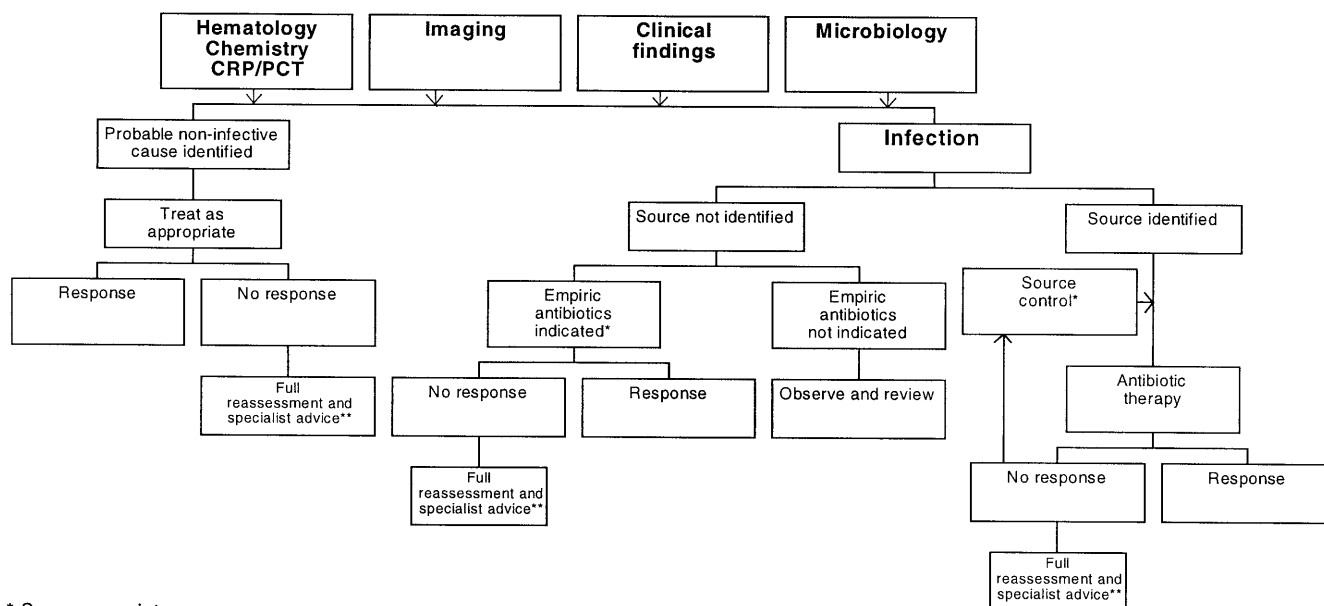 Hematology
Chemistry
CRP/PCT
Imaging
Clinical
findings
Microbiology
Probable non-infective
cause identified
Infection
Treat as
appropriate
Source not identified
Source identified
Response
No response
Empiric
antibiotics
indicated*
Empiric
antibiotics
not indicated
Source
control*
Full
reassessment and
specialist advice**
No response
Response
Observe and review
Antibiotic
therapy
Full
reassessment and
specialist advice**
No response
Response
Full
reassessment and
specialist advice**